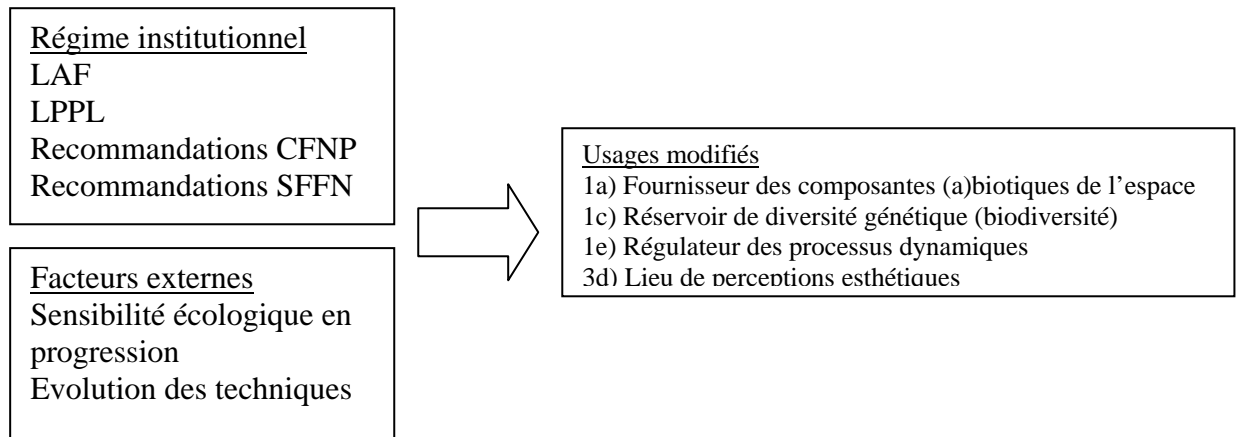 Régime institutionnel
LAF
LPPL
Recommandations CFNP
Recommandations SFFN
Facteurs externes
Sensibilité écologique en
progression
Evolution des techniques
Usages modifiés
1a) Fournisseur des composantes (a)biotiques de l’espace
1c) Réservoir de diversité génétique (biodiversité)
1e) Régulateur des processus dynamiques
3d) Lieu de perceptions esthétiques